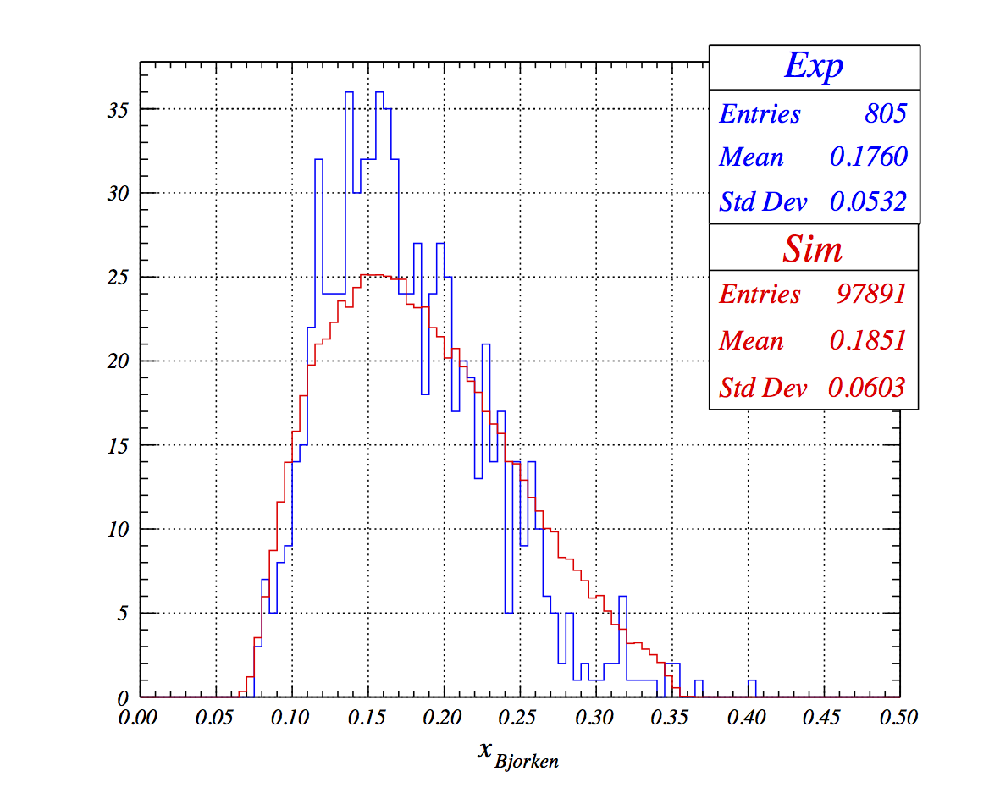 Exp
Entries 805
Mean 0.1760
Std Dev 0.0532
Sim
Entries 97891
Mean 0.1851
Std Dev 0.0603
35
30
25
20
15
10
5
0
0.00 0.05 0.10 0.15 0.20 0.25 0.30 0.35 0.40 0.45 0.50
x Bjorken